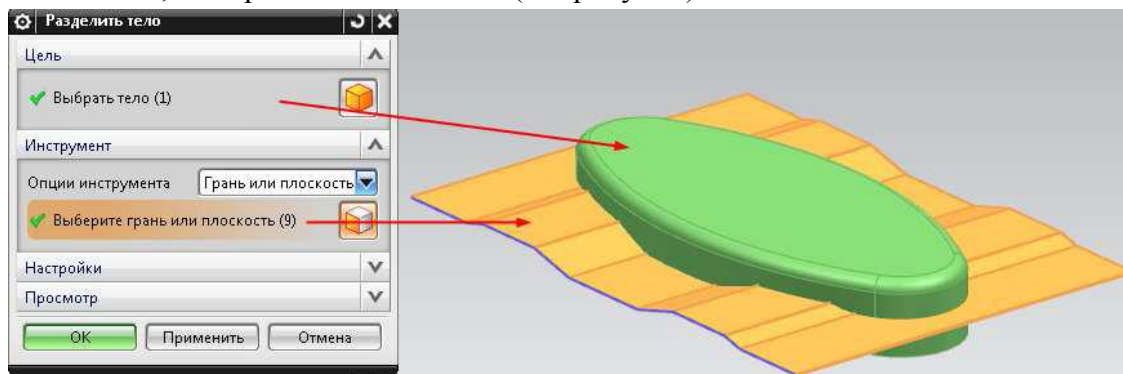 Разделить тело
Цель
Выбрать тело (1)
Инструмент
Опции инструмента Грань или плоскость
Выберите грань или плоскость (9)
Настройки
Просмотр
ОК Применить Отмена